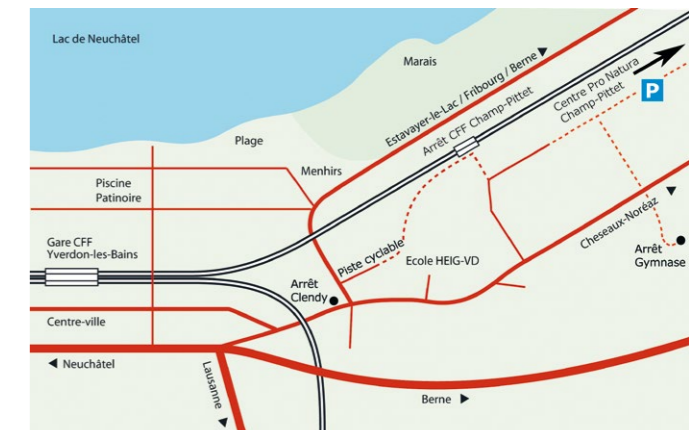 Lac de Neuchâtel
Marais
Estavayer-le-Lac / Fribourg / Berne
Arrêt CFF Champ-Pittet
Centre Pro Natura
Champ-Pittet
P
Plage
Menhirs
Piscine
Patinoire
Cheseaux-Noréaz
Gare CFF
Yverdon-les-Bains
Piste cyclable
Ecole HEIG-VD
Arrêt
Gymnase
Arrêt
Clendy
Centre-ville
Neuchâtel
Lausanne
Berne